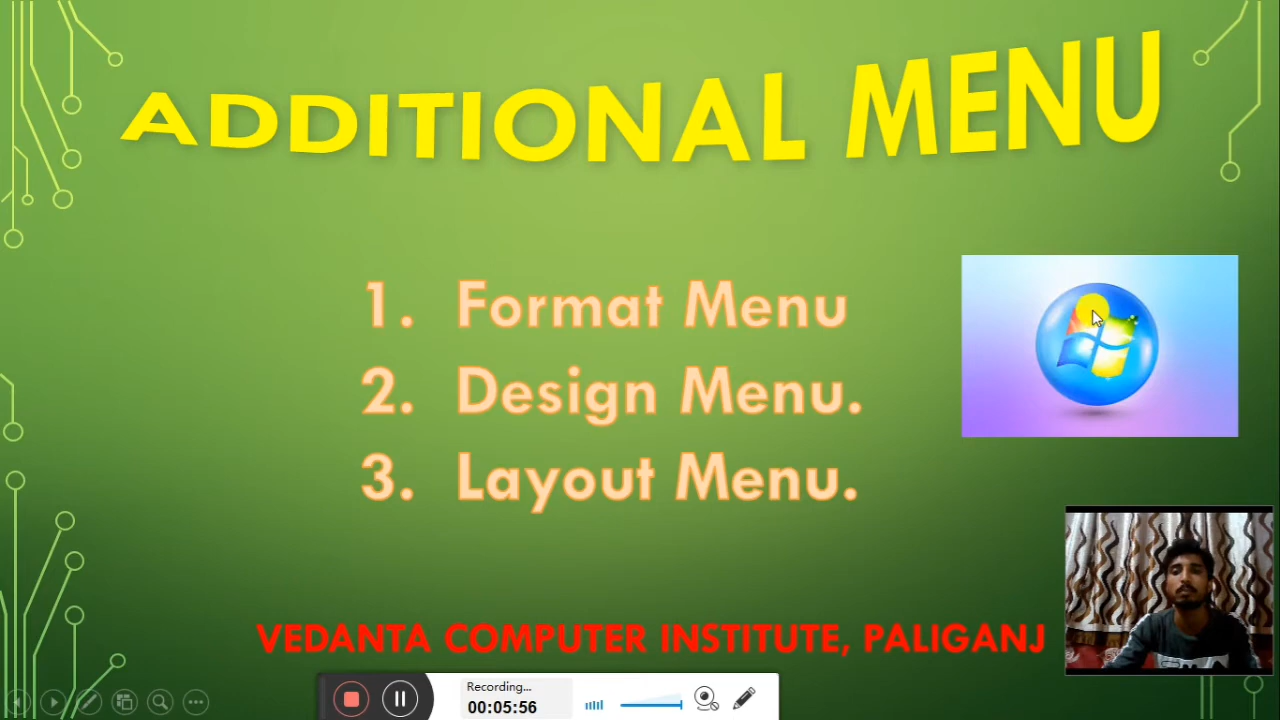 ADDITIONAL MENU
1. Format Menu
2. Design Menu.
3. Layout Menu.
VEDANTA COMPUTER INSTITUTE, PALIGANJ
Recording...
00:05:56